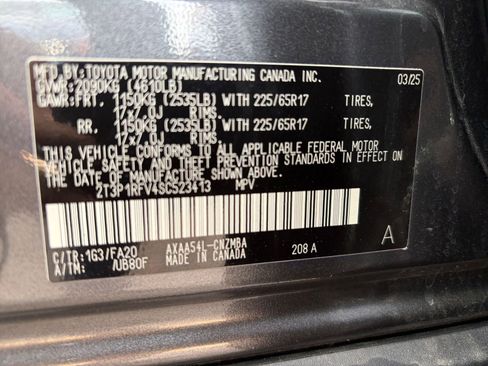 MFD. BY:TOYOTA MOTOR MANUFACTURING CANADA INC. 03/25
GVWR:2090KG (4610LB)
GAWR:FRT. 1150KG (2535LB) WITH 225/65R17 TIRES,
17x7.0J RIMS.
RR. 1150KG (2535LB) WITH 225/65R17 TIRES,
17x7.0J RIMS.
THIS VEHICLE CONFORMS TO ALL APPLICABLE FEDERAL MOTOR
VEHICLE SAFETY AND THEFT PREVENTION STANDARDS IN EFFECT ON
THE DATE OF MANUFACTURE SHOWN ABOVE.
2T3P1RFV4SC523413 MPV
C/TR:1G3/FA20 AXAA54L-CNZMBA 208 A A
A/TM: /UB80F MADE IN CANADA